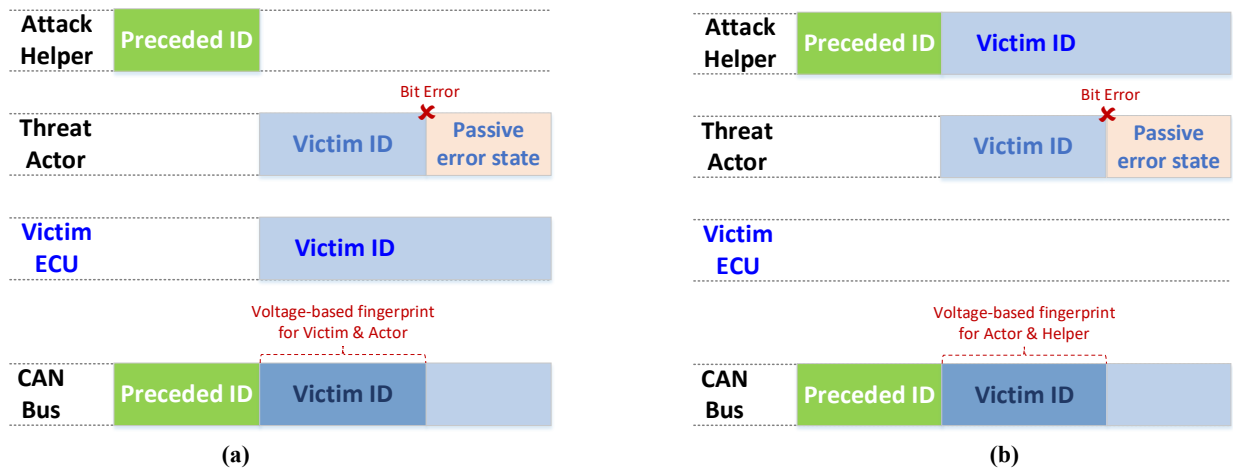 Attack
Helper
Preceded ID
Threat
Actor
Victim ID
Bit Error
Passive
error state
Victim
ECU
Victim ID
Voltage-based fingerprint
for Victim & Actor
CAN
Bus
Preceded ID
Victim ID
(a)
Attack
Helper
Preceded ID
Victim ID
Threat
Actor
Victim ID
Bit Error
Passive
error state
Victim
ECU
Voltage-based fingerprint
for Actor & Helper
CAN
Bus
Preceded ID
Victim ID
(b)